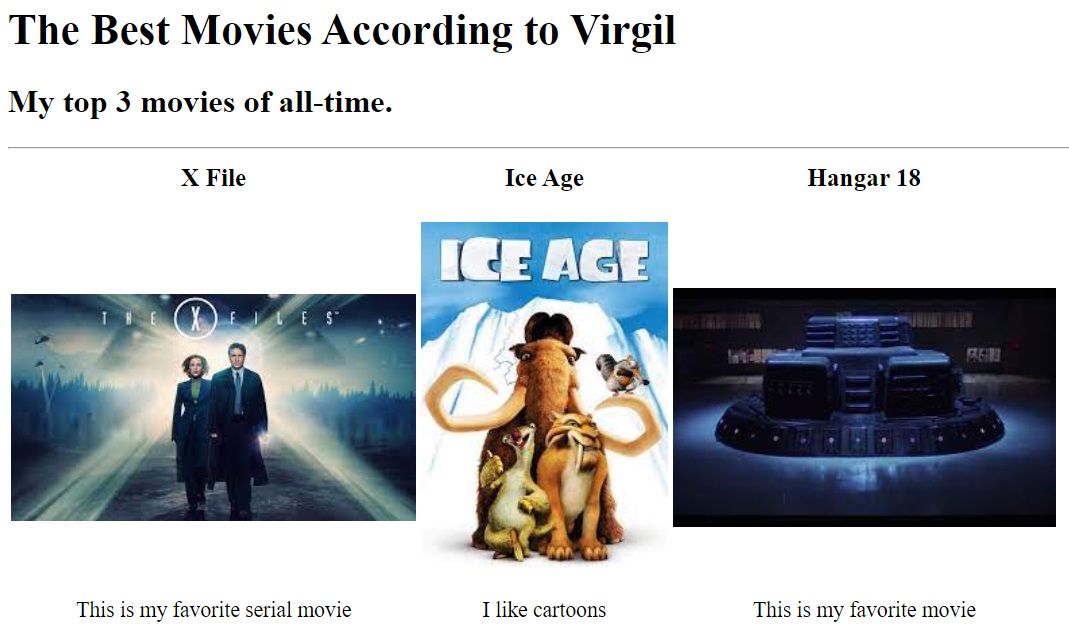 The Best Movies According to Virgil
My top 3 movies of all-time.
X File
Ice Age
Hangar 18
THE X FILES
ICE AGE
This is my favorite serial movie
I like cartoons
This is my favorite movie